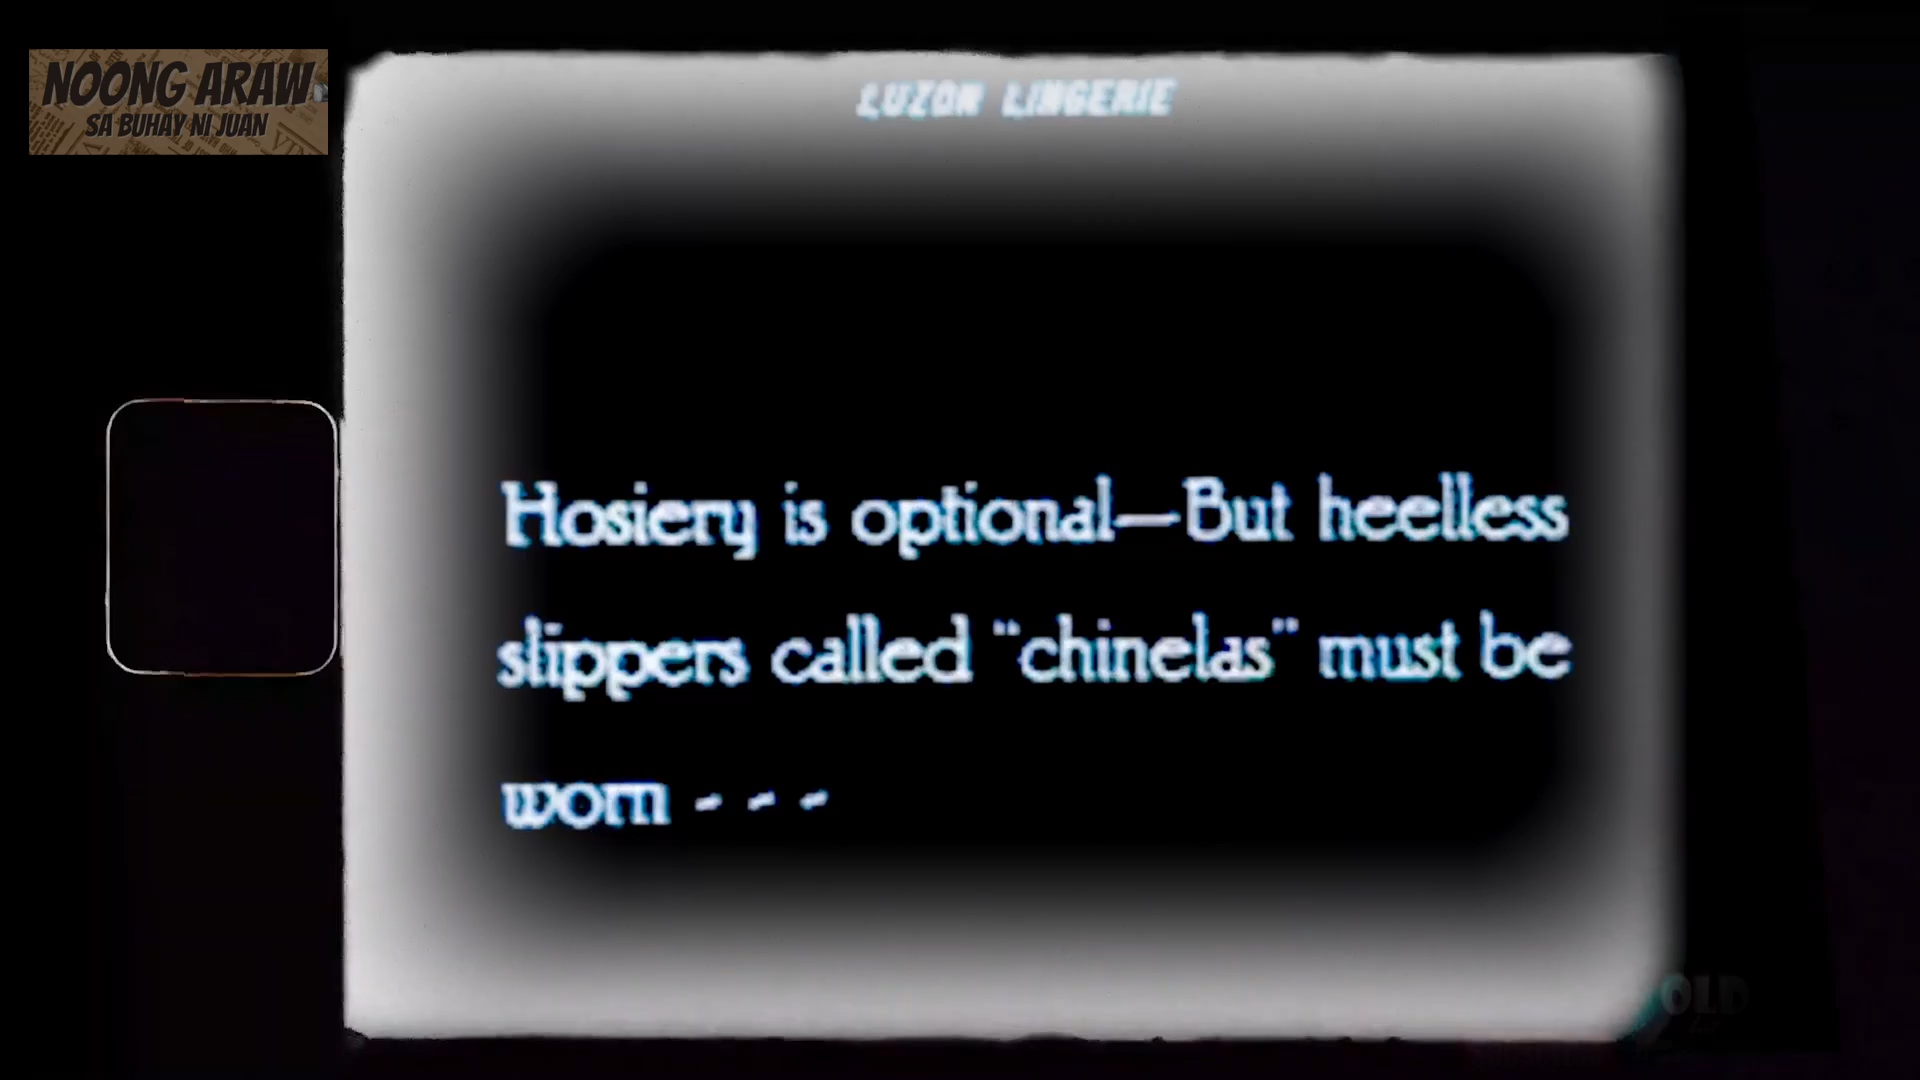 NOONG ARAW
SA BUHAY NI JUAN
LUZON LINGERIE
Hosiery is optional—But heelless
slippers called "chinelas" must be
worn - - -
OLD